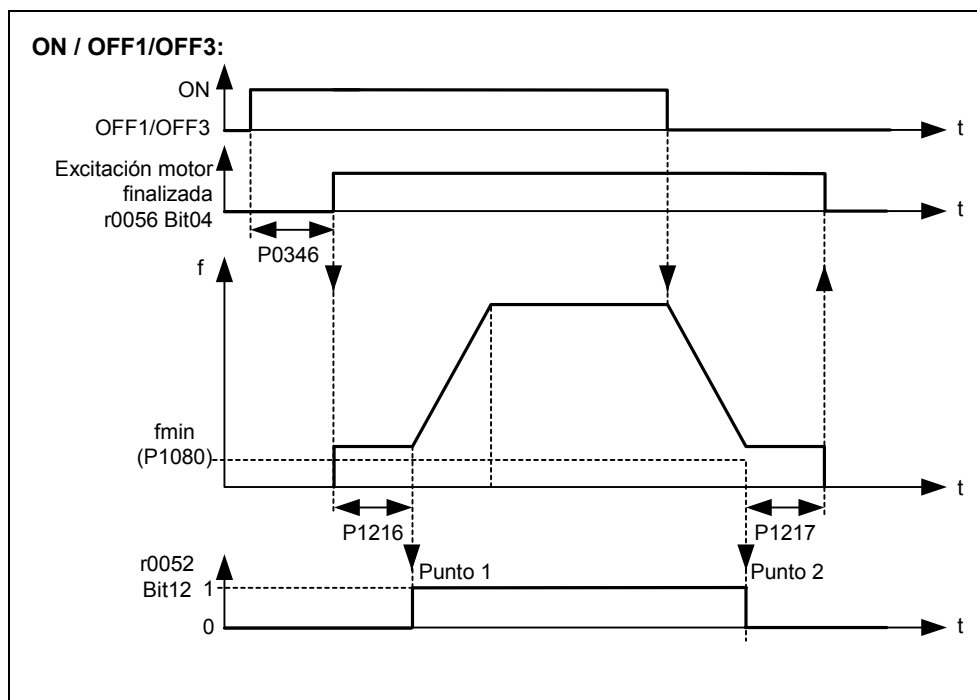 ON / OFF1/OFF3:
ON
OFF1/OFF3
t
Excitación motor
finalizada
r0056 Bit04
t
P0346
f
fmin
(P1080)
t
P1216
P1217
r0052
Bit12 1
Punto 1
Punto 2
0
t